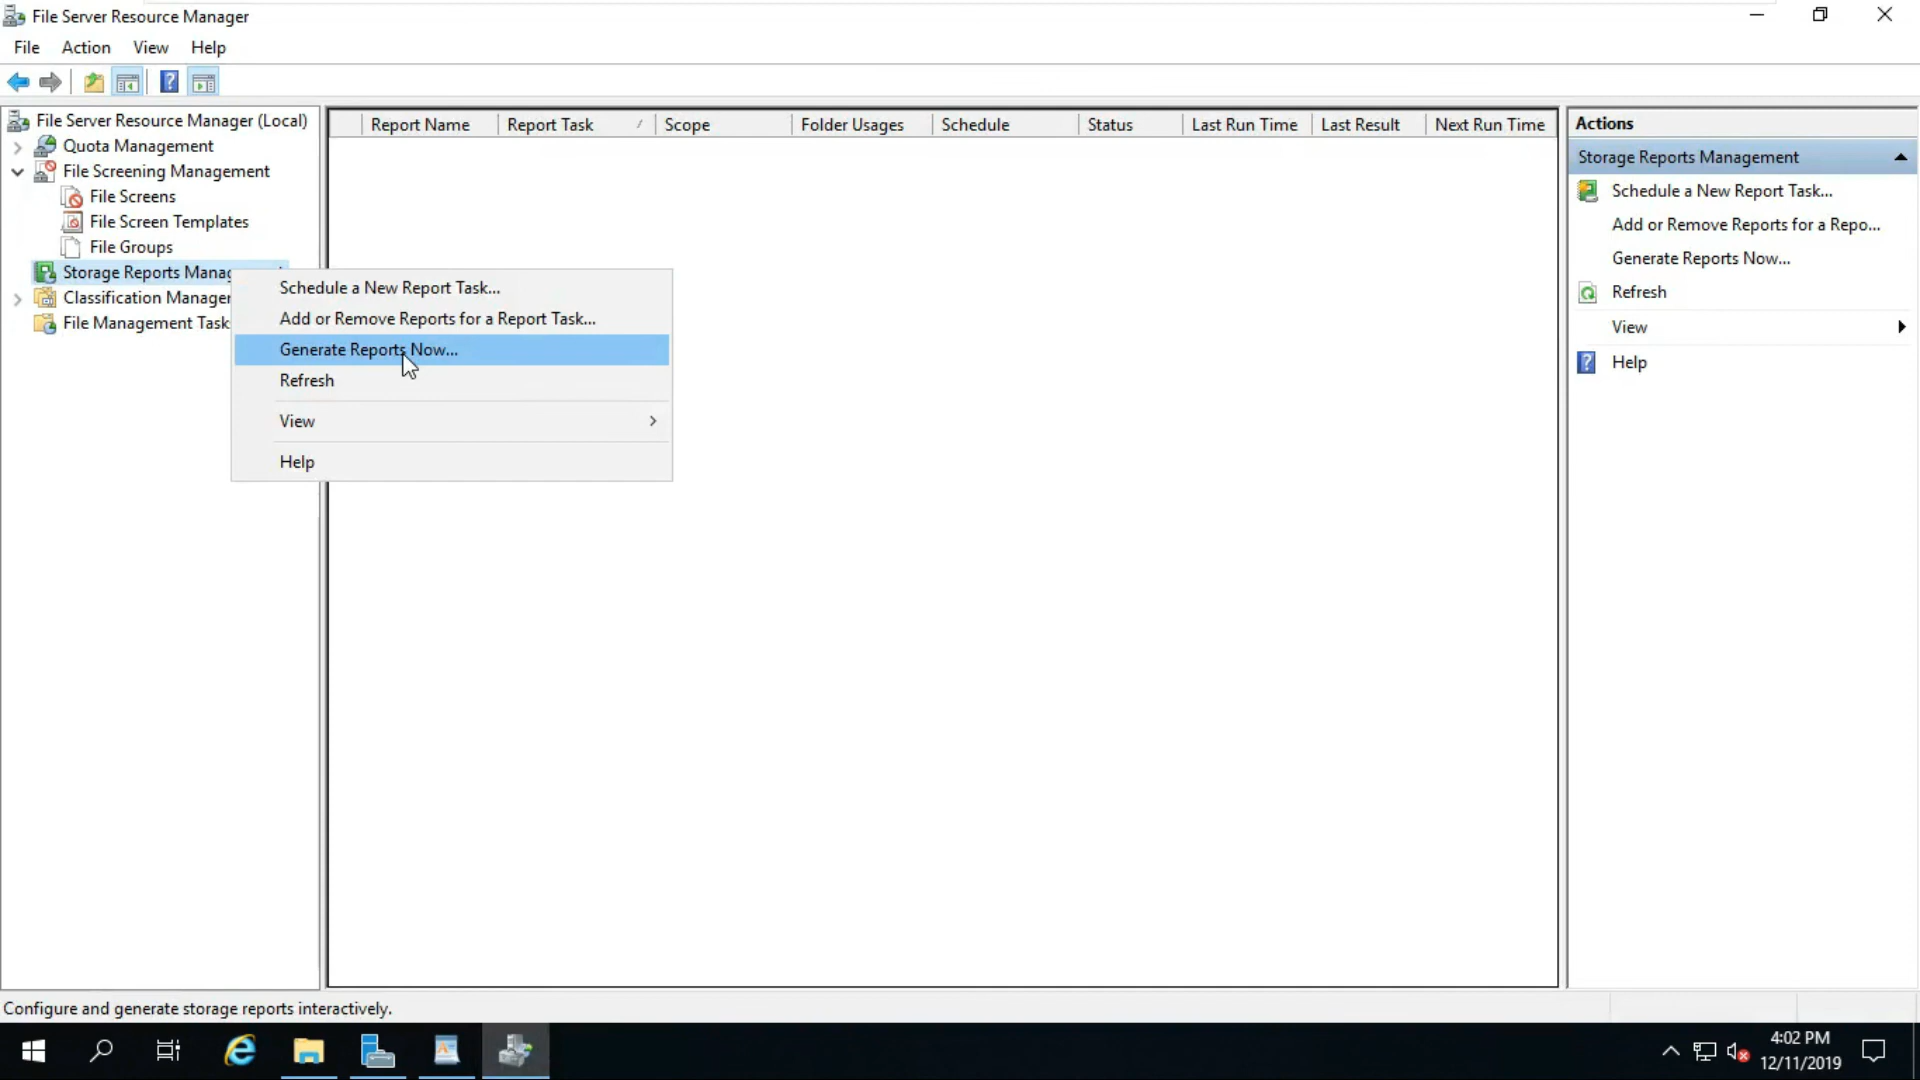 File Server Resource Manager
File Action View Help
File Server Resource Manager (Local)
Quota Management
File Screening Management
File Screens
File Screen Templates
File Groups
Storage Reports Manag
Classification Manager
File Management Task
Schedule a New Report Task...
Add or Remove Reports for a Report Task...
Generate Reports Now...
Refresh
View
Help
Report Name Report Task Scope Folder Usages Schedule Status Last Run Time Last Result Next Run Time
Actions
Storage Reports Management
Schedule a New Report Task...
Add or Remove Reports for a Repo...
Generate Reports Now...
Refresh
View
Help
Configure and generate storage reports interactively.
4:02 PM
12/11/2019